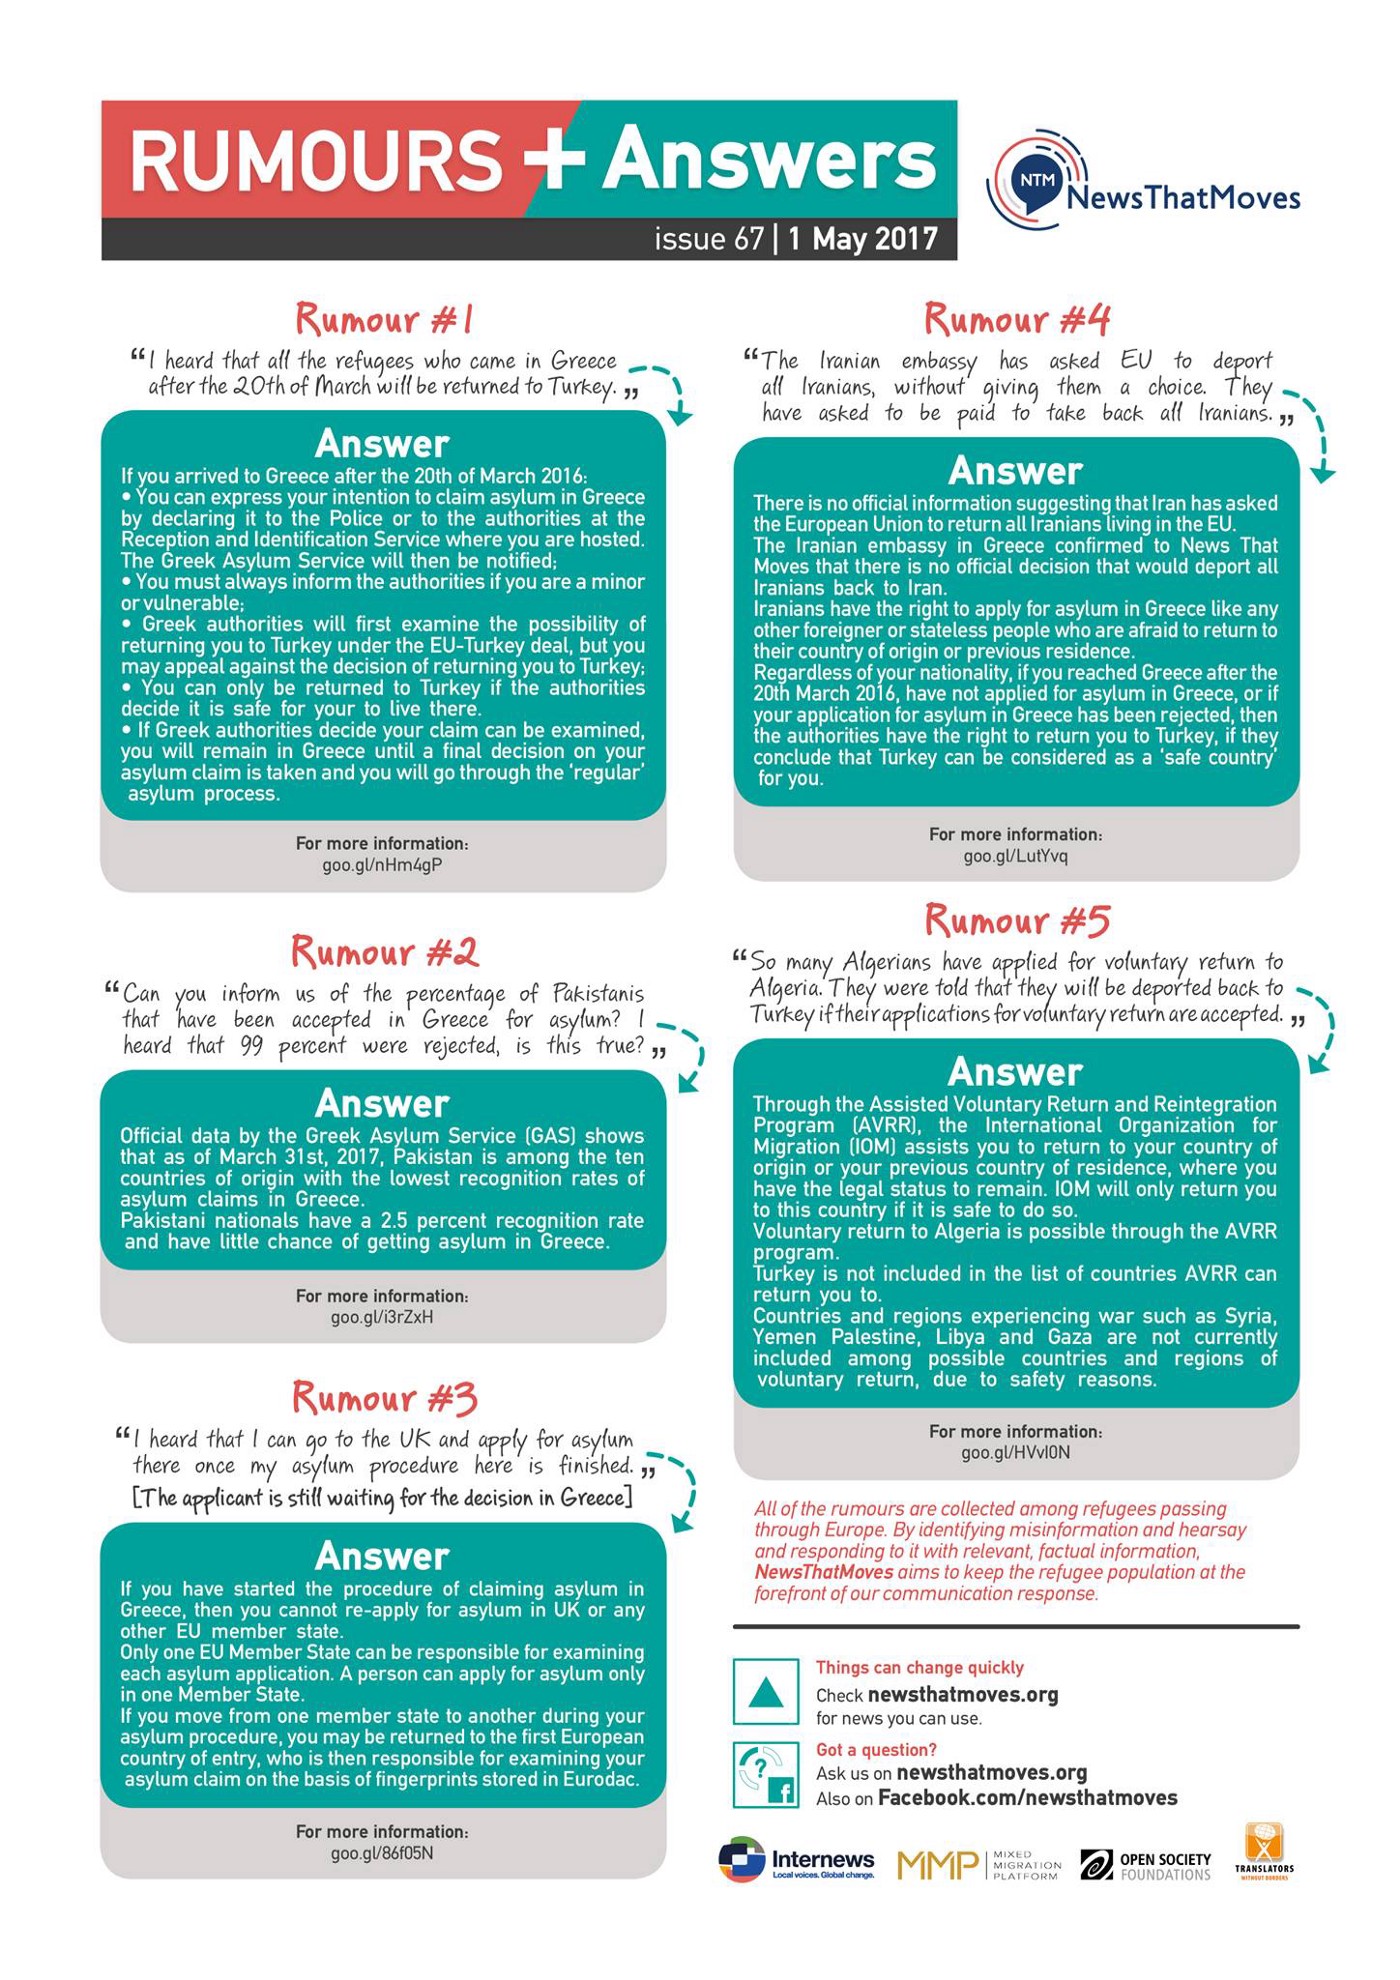 RUMOURS + Answers
issue 67 | 1 May 2017
NTM
NewsThatMoves
Rumour #1
“I heard that all the refugees who came in Greece
after the 20th of March will be returned to Turkey.„
Answer
If you arrived to Greece after the 20th of March 2016:
• You can express your intention to claim asylum in Greece
by declaring it to the Police or to the authorities at the
Reception and Identification Service where you are hosted.
The Greek Asylum Service will then be notified;
• You must always inform the authorities if you are a minor
or vulnerable;
• Greek authorities will first examine the possibility of
returning you to Turkey under the EU-Turkey deal, but you
may appeal against the decision of returning you to Turkey;
• You can only be returned to Turkey if the authorities
decide it is safe for your to live there.
• If Greek authorities decide your claim can be examined,
you will remain in Greece until a final decision on your
asylum claim is taken and you will go through the ‘regular’
asylum process.
For more information:
goo.gl/nHm4gP
Rumour #2
“Can you inform us of the percentage of Pakistanis
that have been accepted in Greece for asylum? I
heard that 99 percent were rejected, is this true?„
Answer
Official data by the Greek Asylum Service (GAS) shows
that as of March 31st, 2017, Pakistan is among the ten
countries of origin with the lowest recognition rates of
asylum claims in Greece.
Pakistani nationals have a 2.5 percent recognition rate
and have little chance of getting asylum in Greece.
For more information:
goo.gl/i3rZxH
Rumour #3
“I heard that I can go to the UK and apply for asylum
there once my asylum procedure here is finished.„
[The applicant is still waiting for the decision in Greece]
Answer
If you have started the procedure of claiming asylum in
Greece, then you cannot re-apply for asylum in UK or any
other EU member state.
Only one EU Member State can be responsible for examining
each asylum application. A person can apply for asylum only
in one Member State.
If you move from one member state to another during your
asylum procedure, you may be returned to the first European
country of entry, who is then responsible for examining your
asylum claim on the basis of fingerprints stored in Eurodac.
For more information:
goo.gl/86f05N
Rumour #4
“The Iranian embassy has asked EU to deport
all Iranians, without giving them a choice. They
have asked to be paid to take back all Iranians.„
Answer
There is no official information suggesting that Iran has asked
the European Union to return all Iranians living in the EU.
The Iranian embassy in Greece confirmed to News That
Moves that there is no official decision that would deport all
Iranians back to Iran.
Iranians have the right to apply for asylum in Greece like any
other foreigner or stateless people who are afraid to return to
their country of origin or previous residence.
Regardless of your nationality, if you reached Greece after the
20th March 2016, have not applied for asylum in Greece, or if
your application for asylum in Greece has been rejected, then
the authorities have the right to return you to Turkey, if they
conclude that Turkey can be considered as a ‘safe country’
for you.
For more information:
goo.gl/LutYvq
Rumour #5
“So many Algerians have applied for voluntary return to
Algeria. They were told that they will be deported back to
Turkey if their applications for voluntary return are accepted.„
Answer
Through the Assisted Voluntary Return and Reintegration
Program (AVRR), the International Organization for
Migration (IOM) assists you to return to your country of
origin or your previous country of residence, where you
have the legal status to remain. IOM will only return you
to this country if it is safe to do so.
Voluntary return to Algeria is possible through the AVRR
program.
Turkey is not included in the list of countries AVRR can
return you to.
Countries and regions experiencing war such as Syria,
Yemen Palestine, Libya and Gaza are not currently
included among possible countries and regions of
voluntary return, due to safety reasons.
For more information:
goo.gl/HVvI0N
All of the rumours are collected among refugees passing
through Europe. By identifying misinformation and hearsay
and responding to it with relevant, factual information,
NewsThatMoves aims to keep the refugee population at the
forefront of our communication response.
Things can change quickly
Check newsthatmoves.org
for news you can use.
?
f
Got a question?
Ask us on newsthatmoves.org
Also on Facebook.com/newsthatmoves
Internews
Local voices. Global change.
MMP | MIXED
MIGRATION
PLATFORM
OPEN SOCIETY
FOUNDATIONS
TRANSLATORS
WITHOUT BORDERS